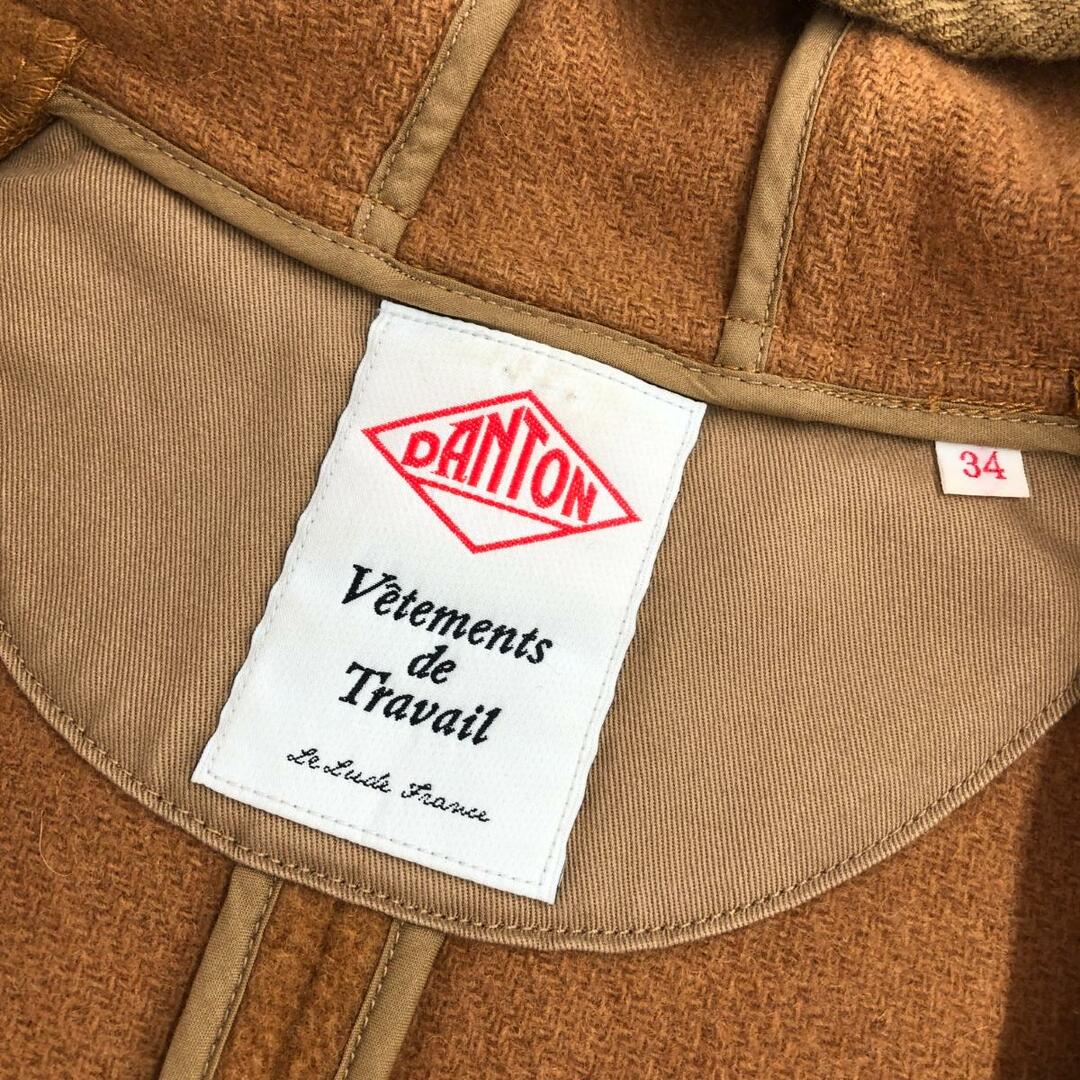 DANTON
Vêtements
de
Travail
Le Lude France
34